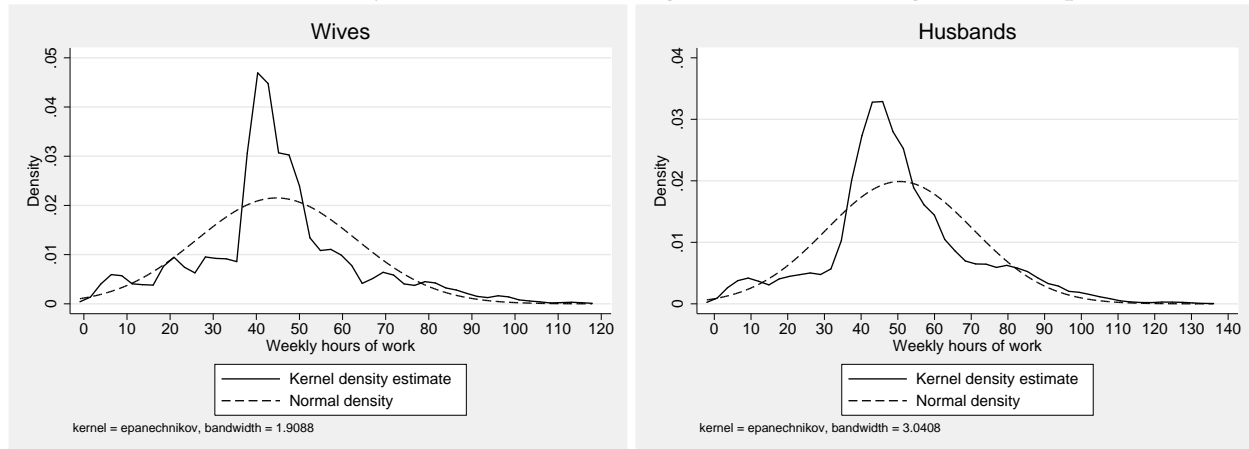 Wives
.05
.04
.03
.02
.01
0
Density
0 10 20 30 40 50 60 70 80 90 100 110 120
Weekly hours of work
Kernel density estimate
Normal density
kernel = epanechnikov, bandwidth = 1.9088
Husbands
.04
.03
.02
.01
0
Density
0 10 20 30 40 50 60 70 80 90 100 110 120 130 140
Weekly hours of work
Kernel density estimate
Normal density
kernel = epanechnikov, bandwidth = 3.0408